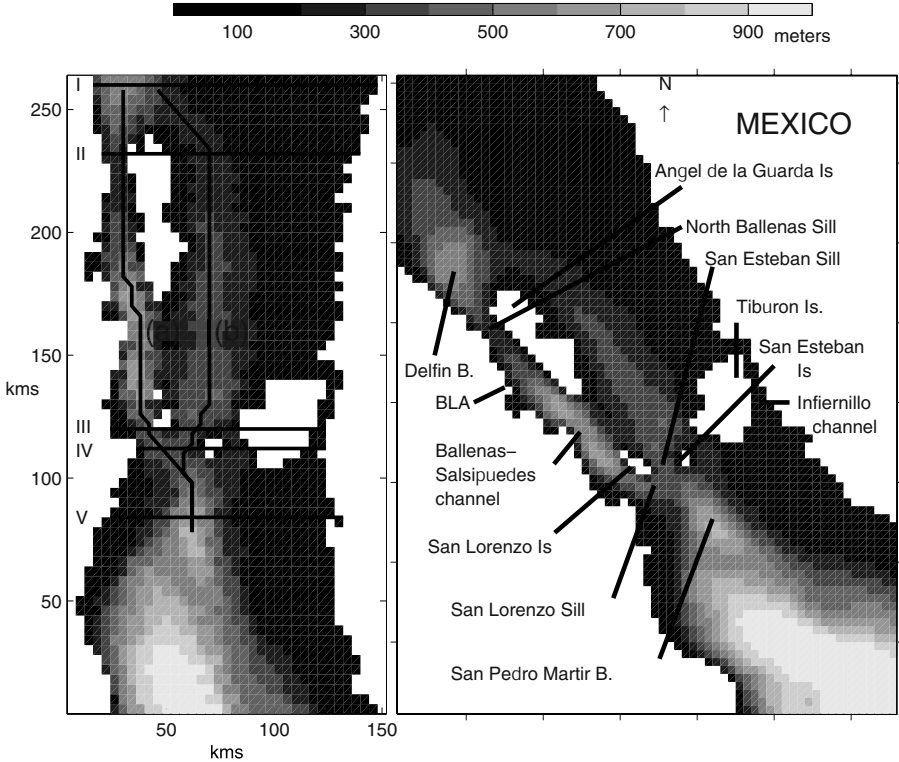 100 300 500 700 900 meters
I
II
III
IV
V
250
200
150
100
50
kms
(a) (b)
50 100 150
kms
N
↑
MEXICO
Angel de la Guarda Is
North Ballenas Sill
San Esteban Sill
Tiburon Is.
San Esteban
Is
Infiernillo
channel
Delfin B.
BLA
Ballenas–
Salsipuedes
channel
San Lorenzo Is
San Lorenzo Sill
San Pedro Martir B.